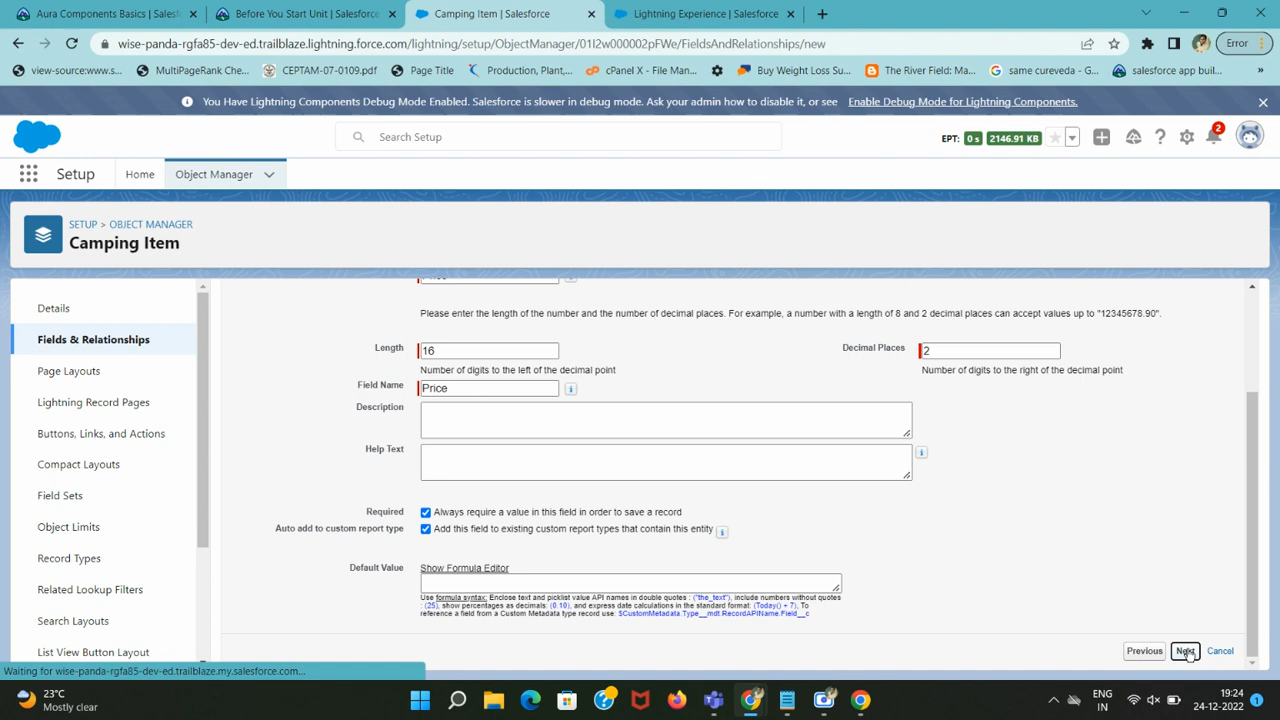 Aura Components Basics | Salesf
Before You Start Unit | Salesforce
Camping Item | Salesforce
Lightning Experience | Salesforce
wise-panda-rgfa85-dev-ed.trailblaze.lightning.force.com/lightning/setup/ObjectManager/01I2w000002pFWe/FieldsAndRelationships/new
Error
view-source:www.s...
MultiPageRank Che...
CEPTAM-07-0109.pdf
Page Title
Production, Plant,...
cPanel X - File Man...
Buy Weight Loss Su...
The River Field: Ma...
same cureveda - G...
salesforce app buil...
»
You Have Lightning Components Debug Mode Enabled. Salesforce is slower in debug mode. Ask your admin how to disable it, or see Enable Debug Mode for Lightning Components.
Search Setup
EPT: 0 s 2146.91 KB
2
Setup
Home
Object Manager
SETUP > OBJECT MANAGER
Camping Item
Details
Fields & Relationships
Page Layouts
Lightning Record Pages
Buttons, Links, and Actions
Compact Layouts
Field Sets
Object Limits
Record Types
Related Lookup Filters
Search Layouts
List View Button Layout
Please enter the length of the number and the number of decimal places. For example, a number with a length of 8 and 2 decimal places can accept values up to "12345678.90".
Length 16
Decimal Places 2
Number of digits to the left of the decimal point
Number of digits to the right of the decimal point
Field Name Price
Description
Help Text
Required Always require a value in this field in order to save a record
Auto add to custom report type Add this field to existing custom report types that contain this entity
Default Value Show Formula Editor
Use formula syntax: Enclose text and picklist value API names in double quotes : ("the_text"), include numbers without quotes
: (25), show percentages as decimals: (0.10), and express date calculations in the standard format: (Today() + 7), To
reference a field from a Custom Metadata type record use: $CustomMetadata.Type__mdt.RecordAPIName.Field__c
Previous
Next
Cancel
Waiting for wise-panda-rgfa85-dev-ed.trailblaze.my.salesforce.com...
23°C
Mostly clear
ENG
IN
19:24
24-12-2022
1